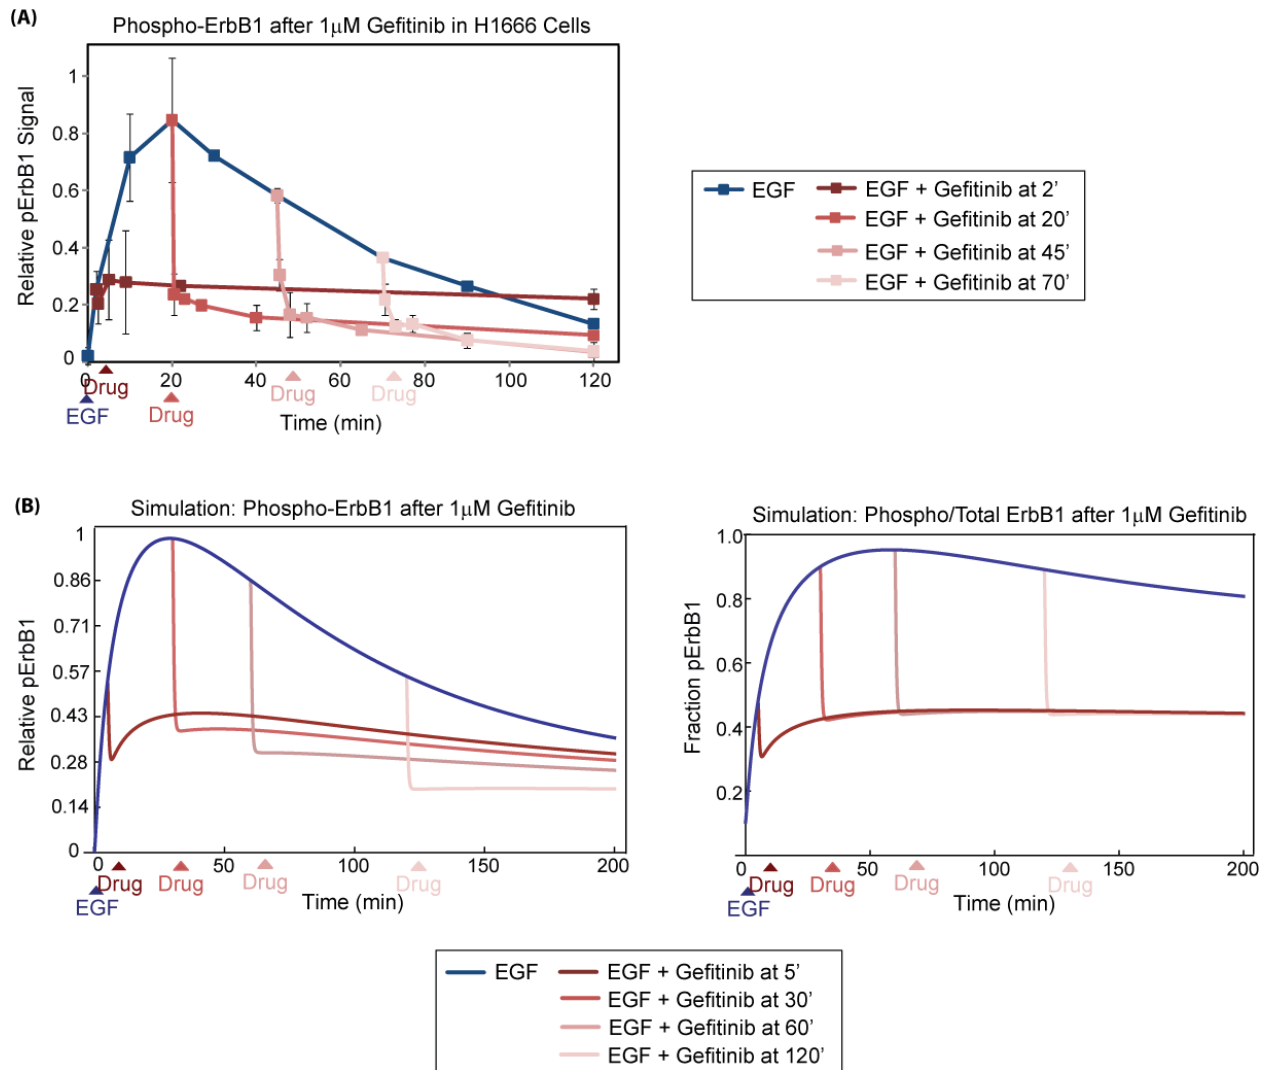 (A)
Phospho-ErbB1 after 1μM Gefitinib in H1666 Cells
Relative pErbB1 Signal
1
0.8
0.6
0.4
0.2
0
0 20 40 60 80 100 120
Drug Drug Drug Drug
EGF
Time (min)
EGF
EGF + Gefitinib at 2’
EGF + Gefitinib at 20’
EGF + Gefitinib at 45’
EGF + Gefitinib at 70’
(B)
Simulation: Phospho-ErbB1 after 1μM Gefitinib
Relative pErbB1
1
0.86
0.71
0.57
0.43
0.28
0.14
0
0 50 100 150 200
Drug Drug Drug Drug
EGF
Time (min)
Simulation: Phospho/Total ErbB1 after 1μM Gefitinib
Fraction pErbB1
1.0
0.8
0.6
0.4
0.2
0 50 100 150 200
Drug Drug Drug Drug
EGF
Time (min)
EGF
EGF + Gefitinib at 5’
EGF + Gefitinib at 30’
EGF + Gefitinib at 60’
EGF + Gefitinib at 120’